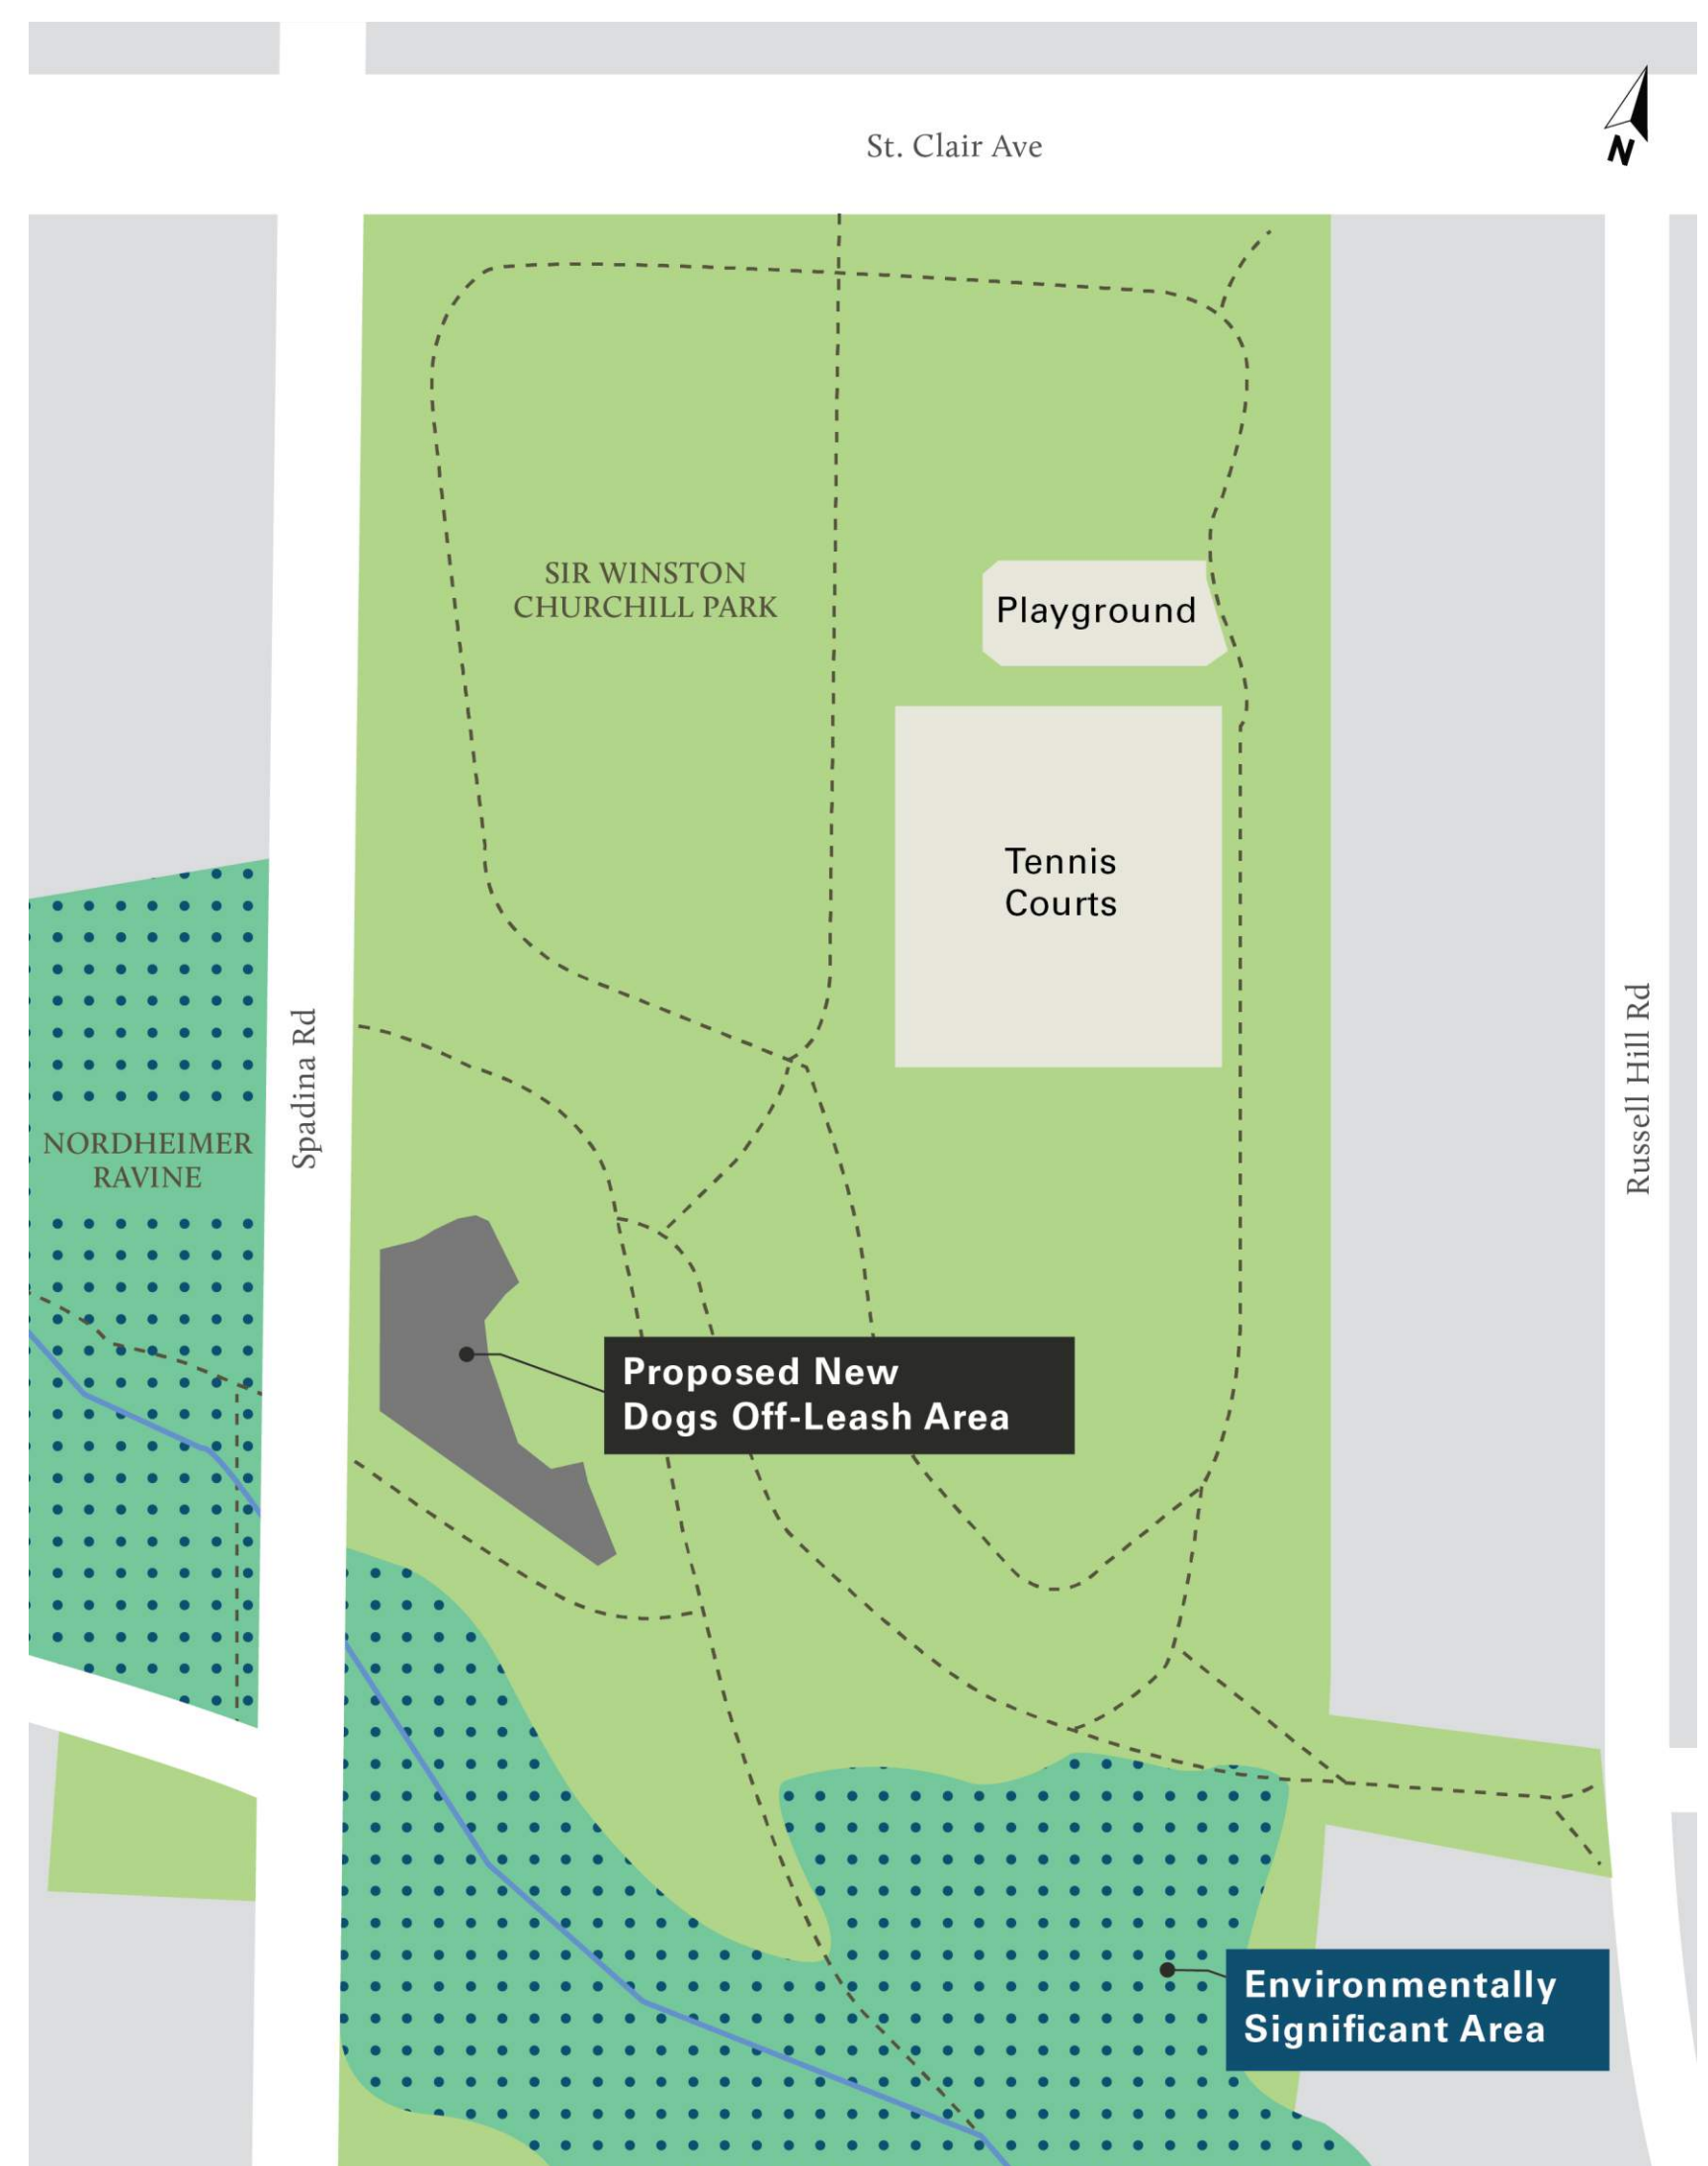 St. Clair Ave
N
SIR WINSTON
CHURCHILL PARK
Playground
Tennis
Courts
Spadina Rd
Russell Hill Rd
NORDHEIMER
RAVINE
Proposed New
Dogs Off-Leash Area
Environmentally
Significant Area